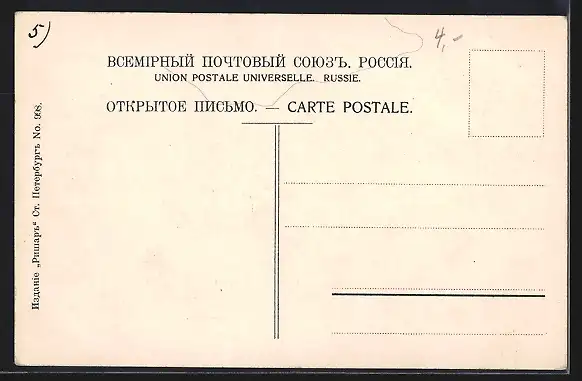 5)
4,-
ВСЕМІРНЫЙ ПОЧТОВЫЙ СОЮЗЪ. РОССІЯ.
UNION POSTALE UNIVERSELLE. RUSSIE.
ОТКРЫТОЕ ПИСЬМО. — CARTE POSTALE.
Изданіе „Ришаръ“ Ст. Петербургъ No. 998.